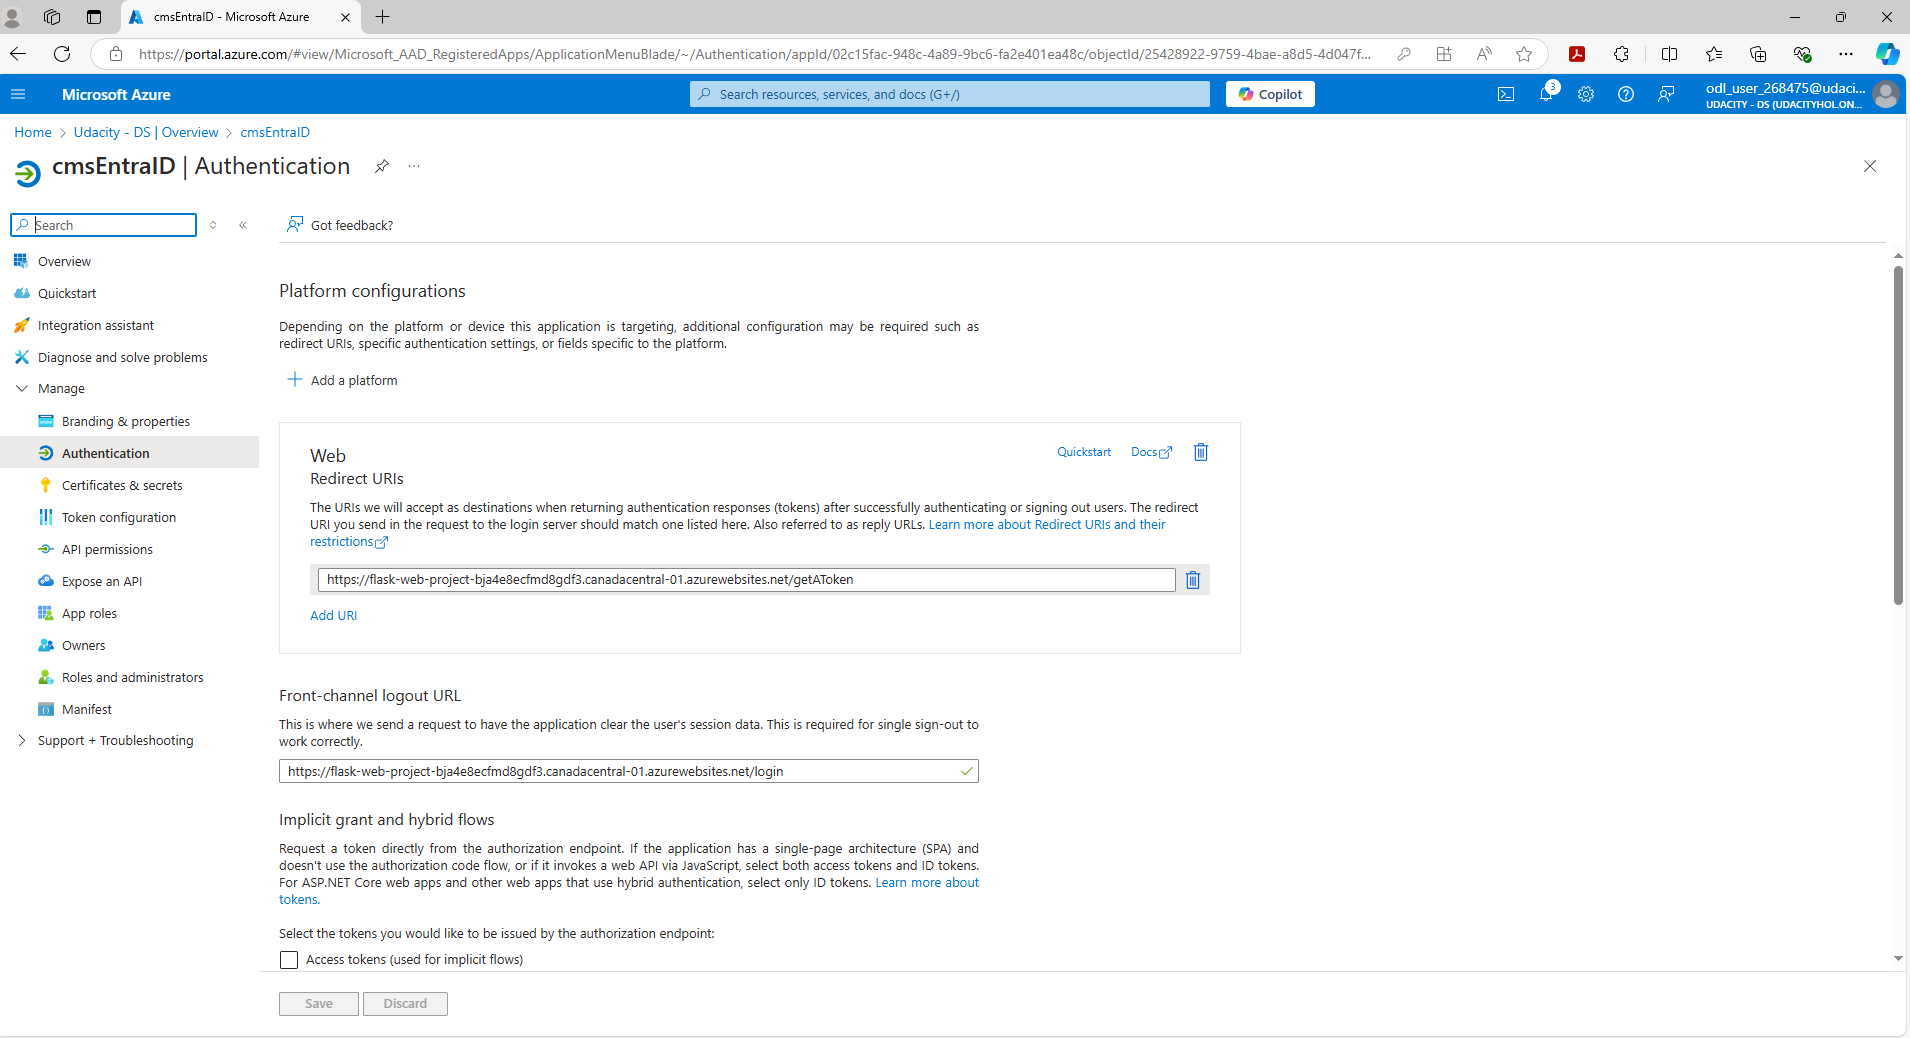 cmsEntraID - Microsoft Azure
https://portal.azure.com/#view/Microsoft_AAD_RegisteredApps/ApplicationMenuBlade/~/Authentication/appId/02c15fac-948c-4a89-9bc6-fa2e401ea48c/objectId/25428922-9759-4bae-a8d5-4d047f...
Microsoft Azure
Search resources, services, and docs (G+/)
Copilot
3
odl_user_268475@udaci...
UDACITY - DS (UDACITYHOL.ON...
Home > Udacity - DS | Overview > cmsEntraID
cmsEntraID | Authentication
Search
Got feedback?
Overview
Quickstart
Integration assistant
Diagnose and solve problems
Manage
Branding & properties
Authentication
Certificates & secrets
Token configuration
API permissions
Expose an API
App roles
Owners
Roles and administrators
Manifest
Support + Troubleshooting
Platform configurations
Depending on the platform or device this application is targeting, additional configuration may be required such as
redirect URIs, specific authentication settings, or fields specific to the platform.
Add a platform
Web
Quickstart
Docs
Redirect URIs
The URIs we will accept as destinations when returning authentication responses (tokens) after successfully authenticating or signing out users. The redirect
URI you send in the request to the login server should match one listed here. Also referred to as reply URLs. Learn more about Redirect URIs and their
restrictions
https://flask-web-project-bja4e8ecfmd8gdf3.canadacentral-01.azurewebsites.net/getAToken
Add URI
Front-channel logout URL
This is where we send a request to have the application clear the user's session data. This is required for single sign-out to
work correctly.
https://flask-web-project-bja4e8ecfmd8gdf3.canadacentral-01.azurewebsites.net/login
Implicit grant and hybrid flows
Request a token directly from the authorization endpoint. If the application has a single-page architecture (SPA) and
doesn't use the authorization code flow, or if it invokes a web API via JavaScript, select both access tokens and ID tokens.
For ASP.NET Core web apps and other web apps that use hybrid authentication, select only ID tokens. Learn more about
tokens.
Select the tokens you would like to be issued by the authorization endpoint:
Access tokens (used for implicit flows)
Save
Discard